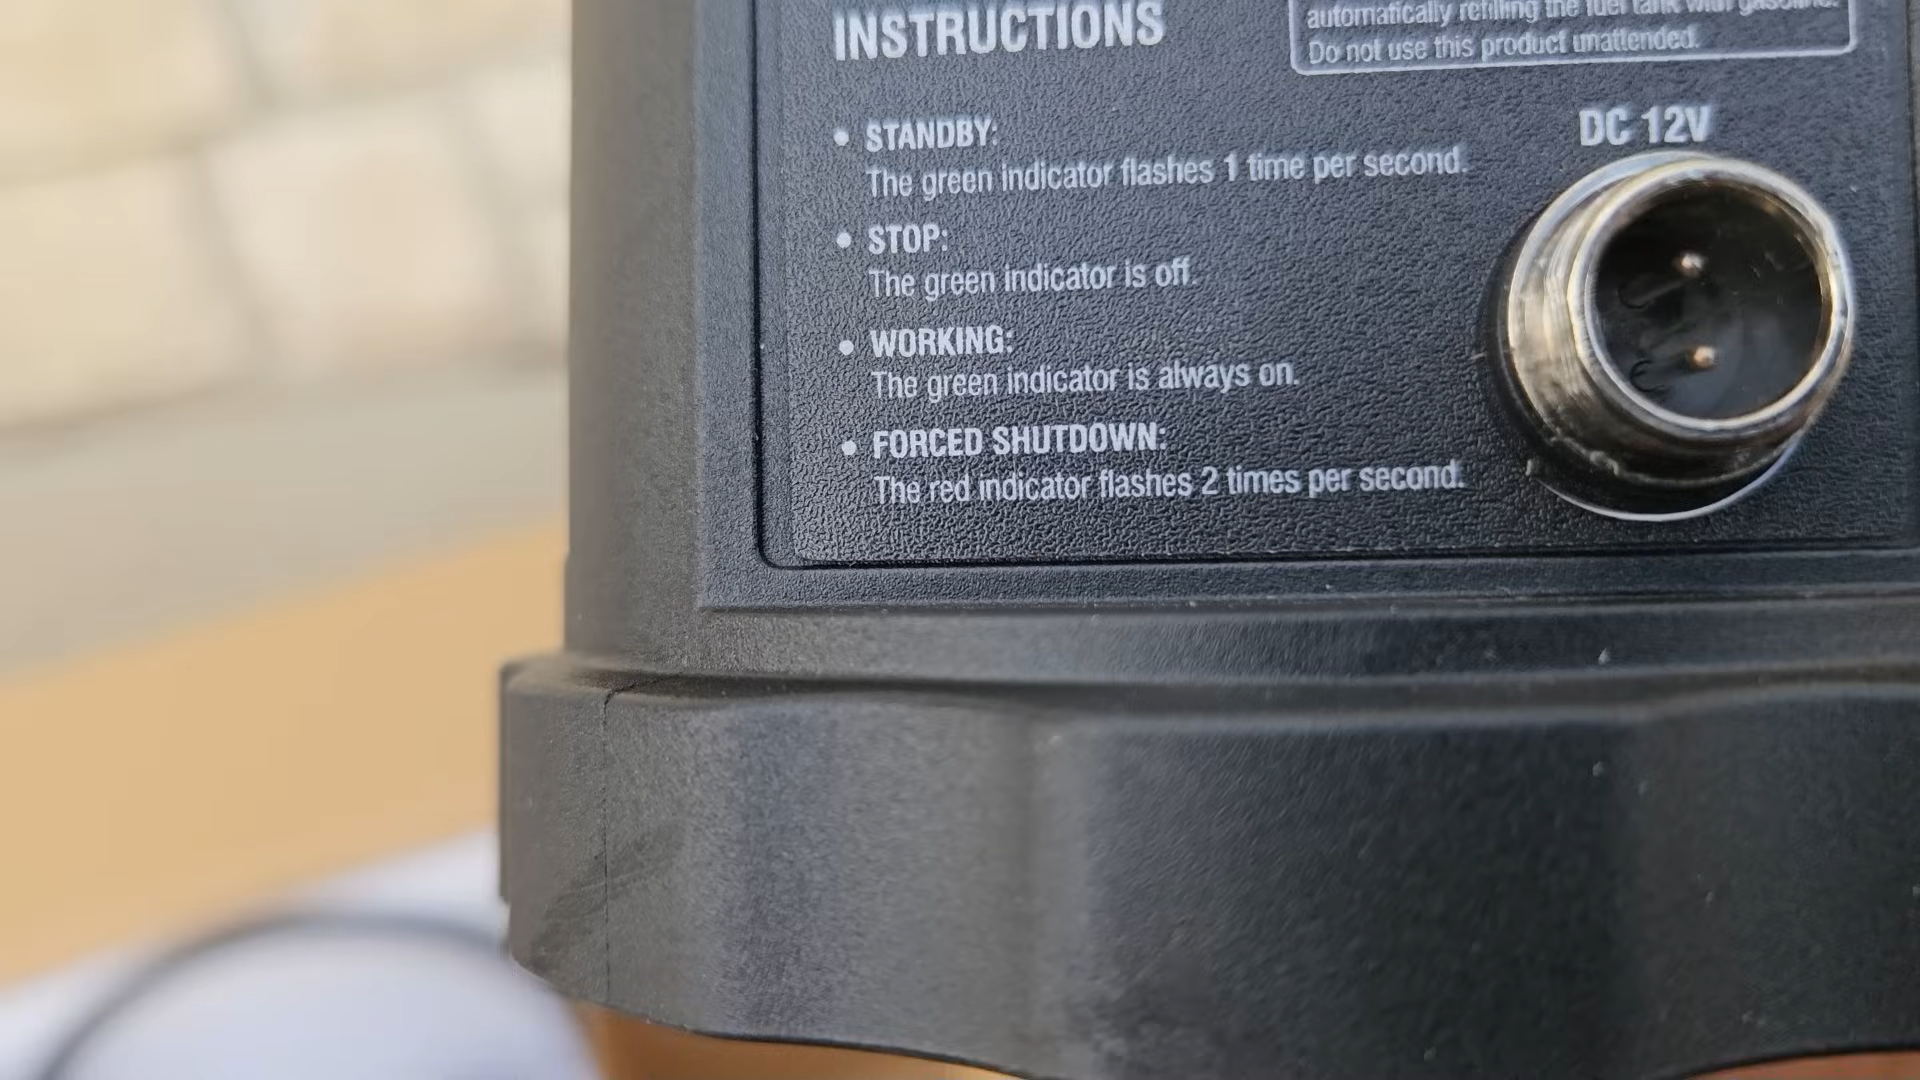 INSTRUCTIONS
automatically refilling the fuel tank with gasoline.
Do not use this product unattended.
DC 12V
• STANDBY:
The green indicator flashes 1 time per second.
• STOP:
The green indicator is off.
• WORKING:
The green indicator is always on.
• FORCED SHUTDOWN:
The red indicator flashes 2 times per second.